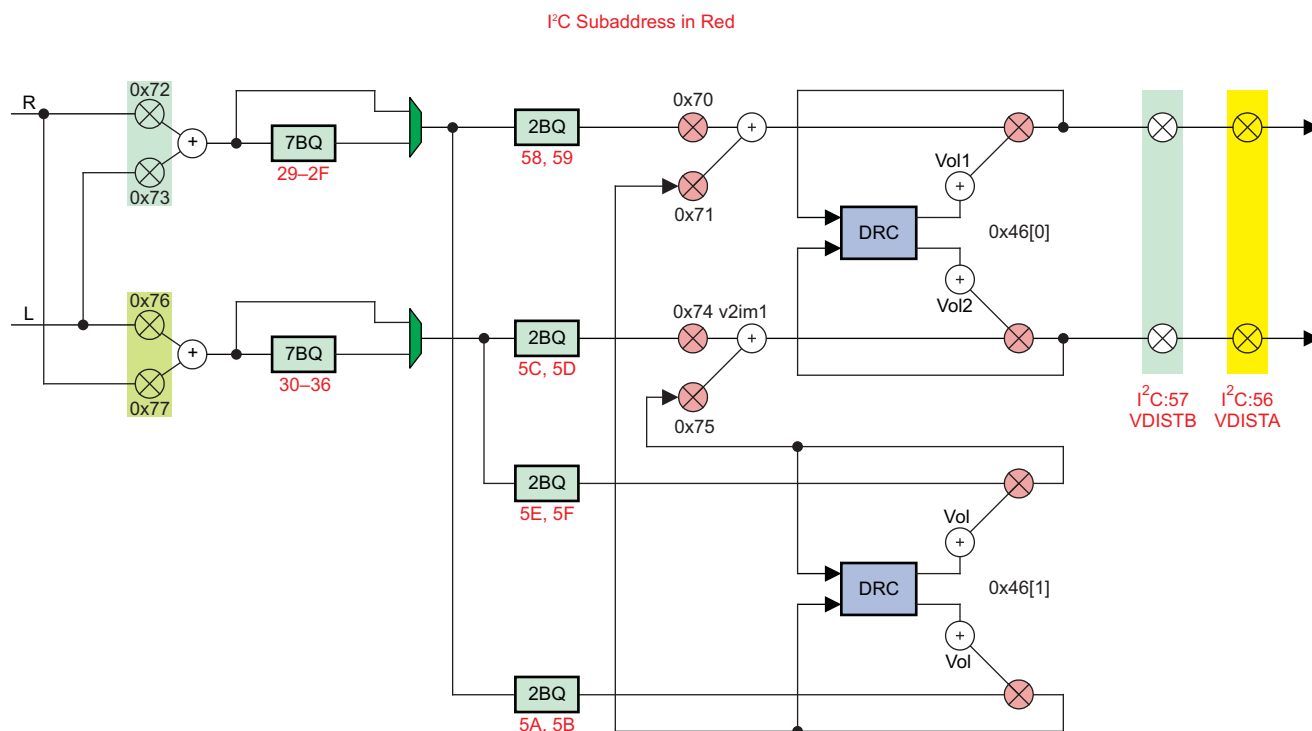 I²C Subaddress in Red
R
0x72
+
7BQ
29–2F
0x73
2BQ
58, 59
0x70
+
0x71
Vol1
+
DRC
0x46[0]
+
Vol2
L
0x76
+
7BQ
30–36
0x77
2BQ
5C, 5D
0x74 v2im1
+
0x75
I²C:57
VDISTB
I²C:56
VDISTA
2BQ
5E, 5F
Vol
+
DRC
0x46[1]
+
Vol
2BQ
5A, 5B